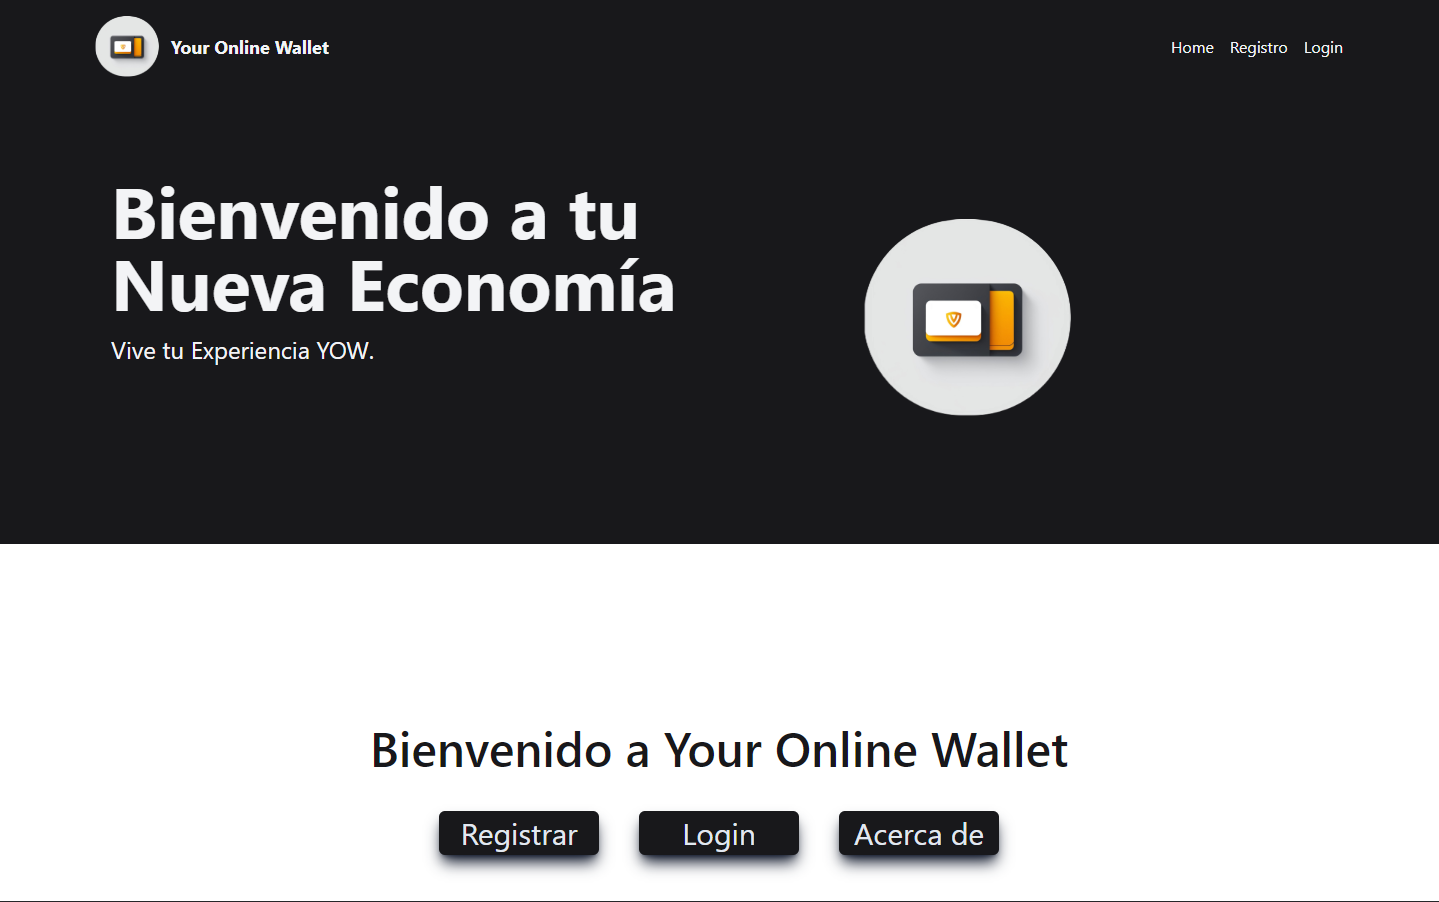 Your Online Wallet
Home Registro Login
Bienvenido a tu
Nueva Economía
Vive tu Experiencia YOW.
Bienvenido a Your Online Wallet
Registrar Login Acerca de